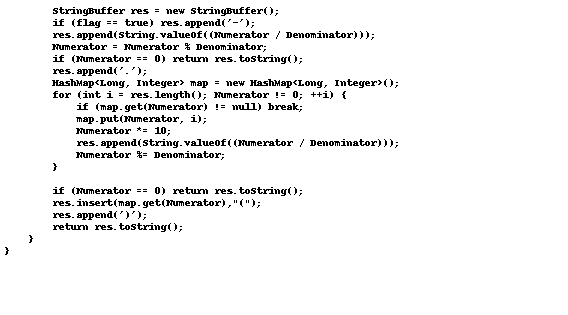 StringBuffer res = new StringBuffer();
        if (flag == true) res.append('-');
        res.append(String.valueOf((Numerator / Denominator)));
        Numerator = Numerator % Denominator;
        if (Numerator == 0) return res.toString();
        res.append('.');
        HashMap<Long, Integer> map = new HashMap<Long, Integer>();
        for (int i = res.length(); Numerator != 0; ++i) {
            if (map.get(Numerator) != null) break;
            map.put(Numerator, i);
            Numerator *= 10;
            res.append(String.valueOf((Numerator / Denominator)));
            Numerator %= Denominator;
        }

        if (Numerator == 0) return res.toString();
        res.insert(map.get(Numerator),"(");
        res.append(')');
        return res.toString();
    }
}